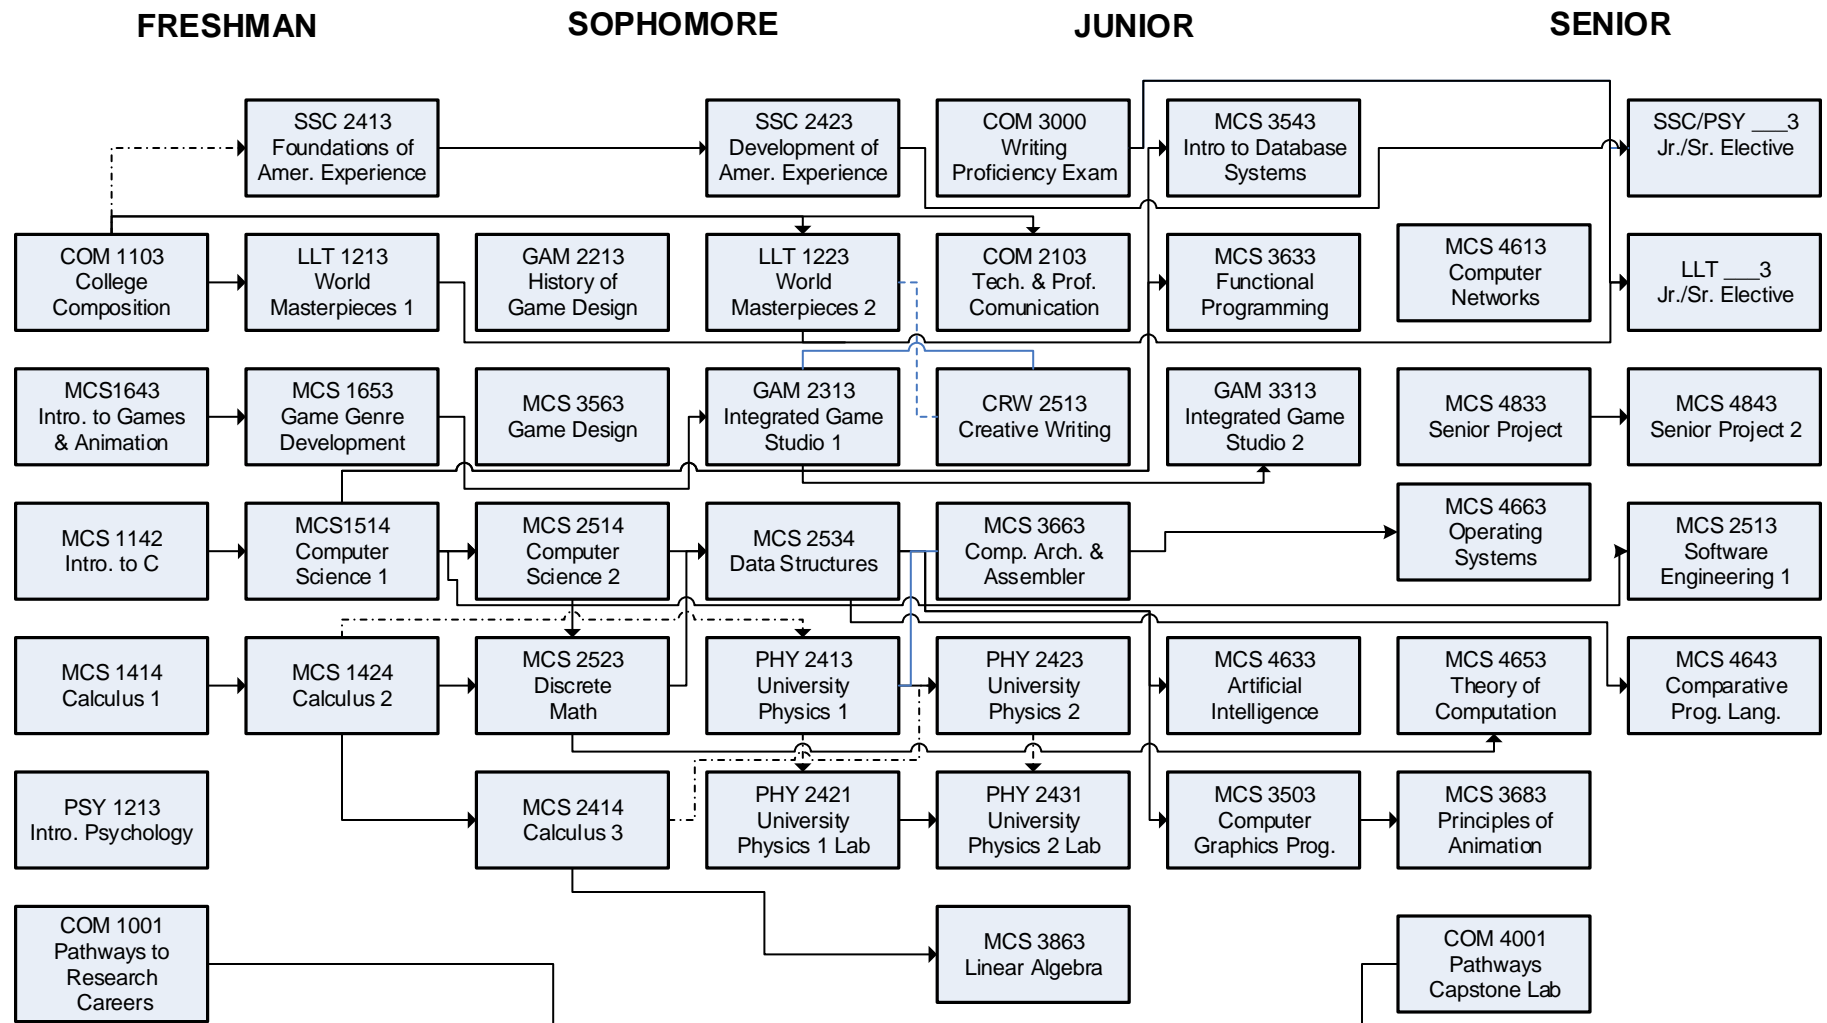 FRESHMAN SOPHOMORE JUNIOR SENIOR
SSC 2413
Foundations of
Amer. Experience
SSC 2423
Development of
Amer. Experience
COM 3000
Writing
Proficiency Exam
MCS 3543
Intro to Database
Systems
SSC/PSY ___3
Jr./Sr. Elective
COM 1103
College
Composition
LLT 1213
World
Masterpieces 1
GAM 2213
History of
Game Design
LLT 1223
World
Masterpieces 2
COM 2103
Tech. & Prof.
Comunication
MCS 3633
Functional
Programming
MCS 4613
Computer
Networks
LLT ___3
Jr./Sr. Elective
MCS1643
Intro. to Games
& Animation
MCS 1653
Game Genre
Development
MCS 3563
Game Design
GAM 2313
Integrated Game
Studio 1
CRW 2513
Creative Writing
GAM 3313
Integrated Game
Studio 2
MCS 4833
Senior Project
MCS 4843
Senior Project 2
MCS 1142
Intro. to C
MCS1514
Computer
Science 1
MCS 2514
Computer
Science 2
MCS 2534
Data Structures
MCS 3663
Comp. Arch. &
Assembler
MCS 4663
Operating
Systems
MCS 2513
Software
Engineering 1
MCS 1414
Calculus 1
MCS 1424
Calculus 2
MCS 2523
Discrete
Math
PHY 2413
University
Physics 1
PHY 2423
University
Physics 2
MCS 4633
Artificial
Intelligence
MCS 4653
Theory of
Computation
MCS 4643
Comparative
Prog. Lang.
PSY 1213
Intro. Psychology
MCS 2414
Calculus 3
PHY 2421
University
Physics 1 Lab
PHY 2431
University
Physics 2 Lab
MCS 3503
Computer
Graphics Prog.
MCS 3683
Principles of
Animation
COM 1001
Pathways to
Research
Careers
MCS 3863
Linear Algebra
COM 4001
Pathways
Capstone Lab